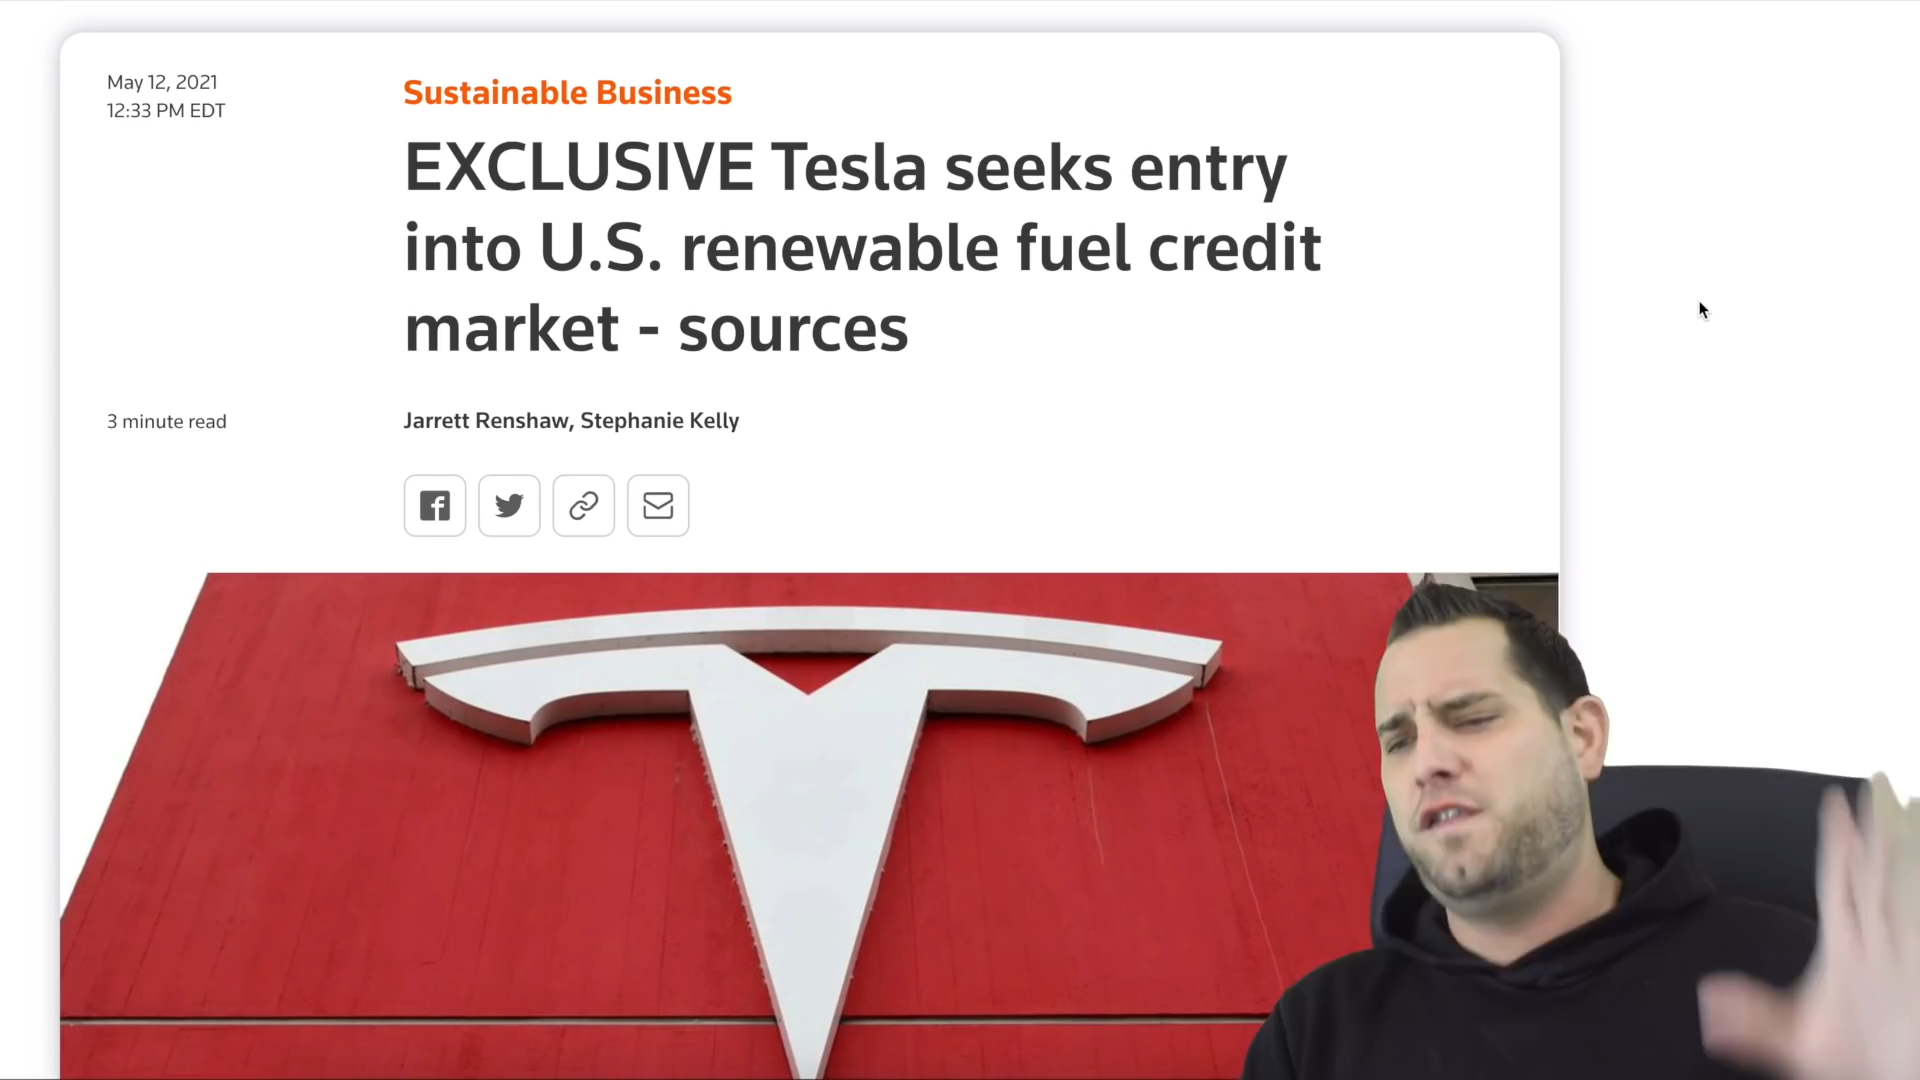 May 12, 2021
12:33 PM EDT
Sustainable Business
EXCLUSIVE Tesla seeks entry
into U.S. renewable fuel credit
market - sources
3 minute read
Jarrett Renshaw, Stephanie Kelly